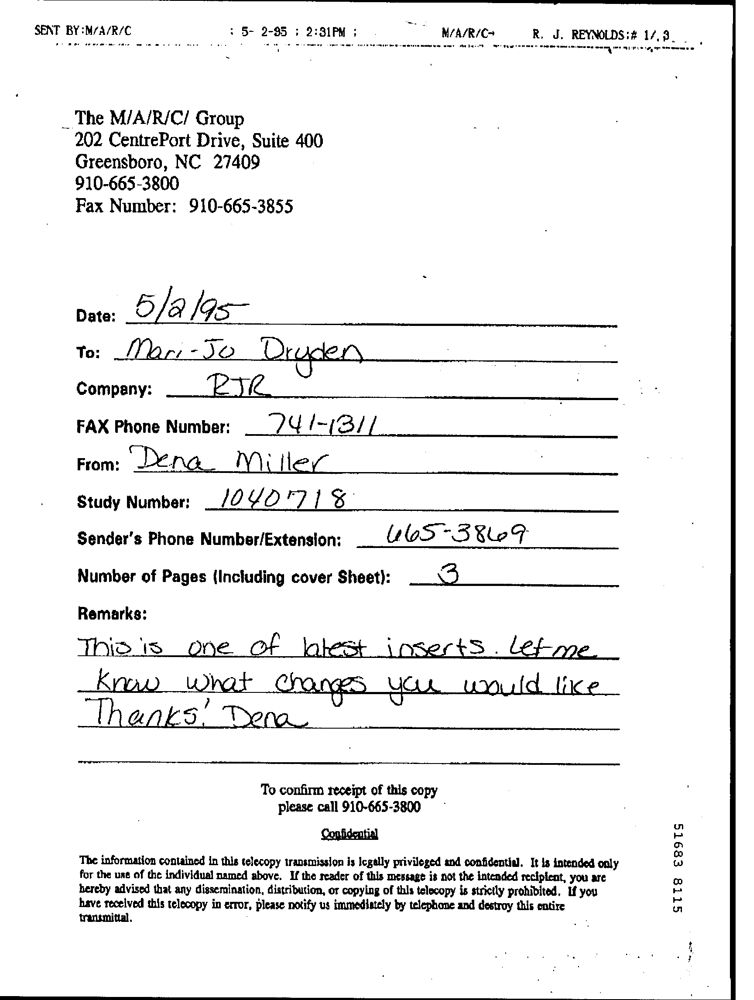 SENT BY:M/A/R/C : 5- 2-95 ; 2:31PM ; M/A/R/C→ R. J. REYNOLDS:# 1/ 3
The M/A/R/C/ Group
202 CentrePort Drive, Suite 400
Greensboro, NC 27409
910-665-3800
Fax Number: 910-665-3855
Date: 5/2/95
To: Mari-Jo Dryden
Company: RJR
FAX Phone Number: 741-1311
From: Dena Miller
Study Number: 1040718
Sender's Phone Number/Extension: 665-3869
Number of Pages (Including cover Sheet): 3
Remarks:
This is one of latest inserts. Let me
know what changes you would like
Thanks! Dena
To confirm receipt of this copy
please call 910-665-3800
Confidential
The information contained in this telecopy transmission is legally privileged and confidential. It is intended only
for the use of the individual named above. If the reader of this message is not the intended recipient, you are
hereby advised that any dissemination, distribution, or copying of this telecopy is strictly prohibited. If you
have received this telecopy in error, please notify us immediately by telephone and destroy this entire
transmittal.
51683 8115